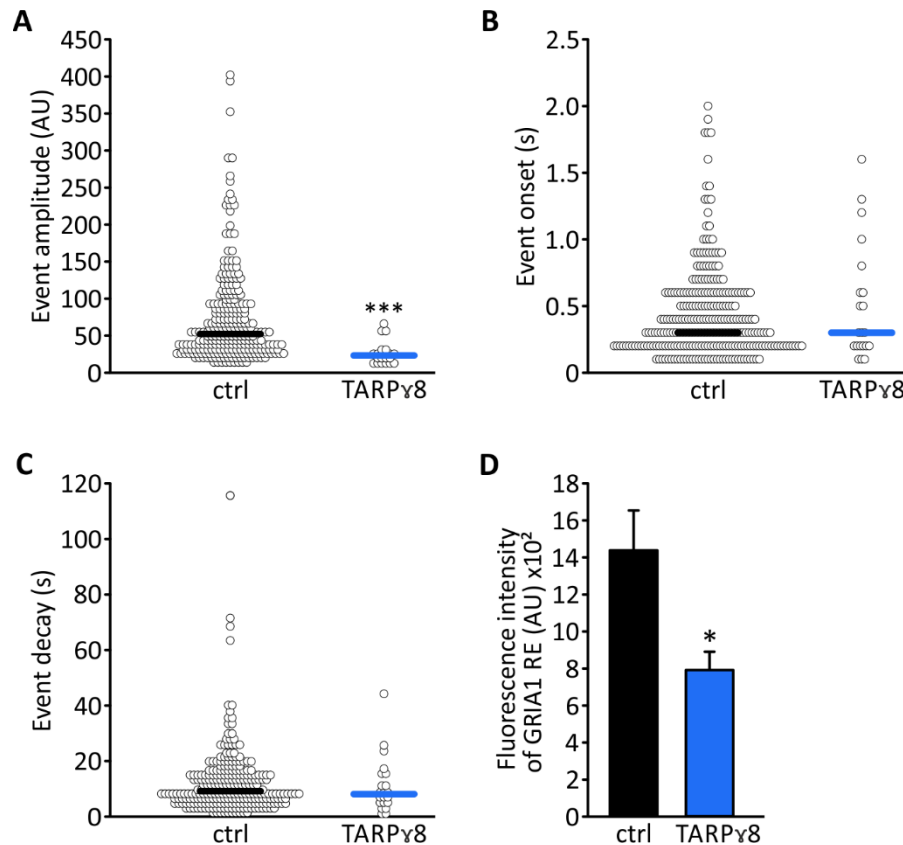 A
Event amplitude (AU)
450
400
350
300
250
200
150
100
50
0
***
ctrl
TARPɣ8
B
Event onset (s)
2.5
2.0
1.5
1.0
0.5
0
ctrl
TARPɣ8
C
Event decay (s)
120
100
80
60
40
20
0
ctrl
TARPɣ8
D
Fluorescence intensity
of GRIA1 RE (AU) x10²
18
16
14
12
10
8
6
4
2
0
*
ctrl
TARPɣ8